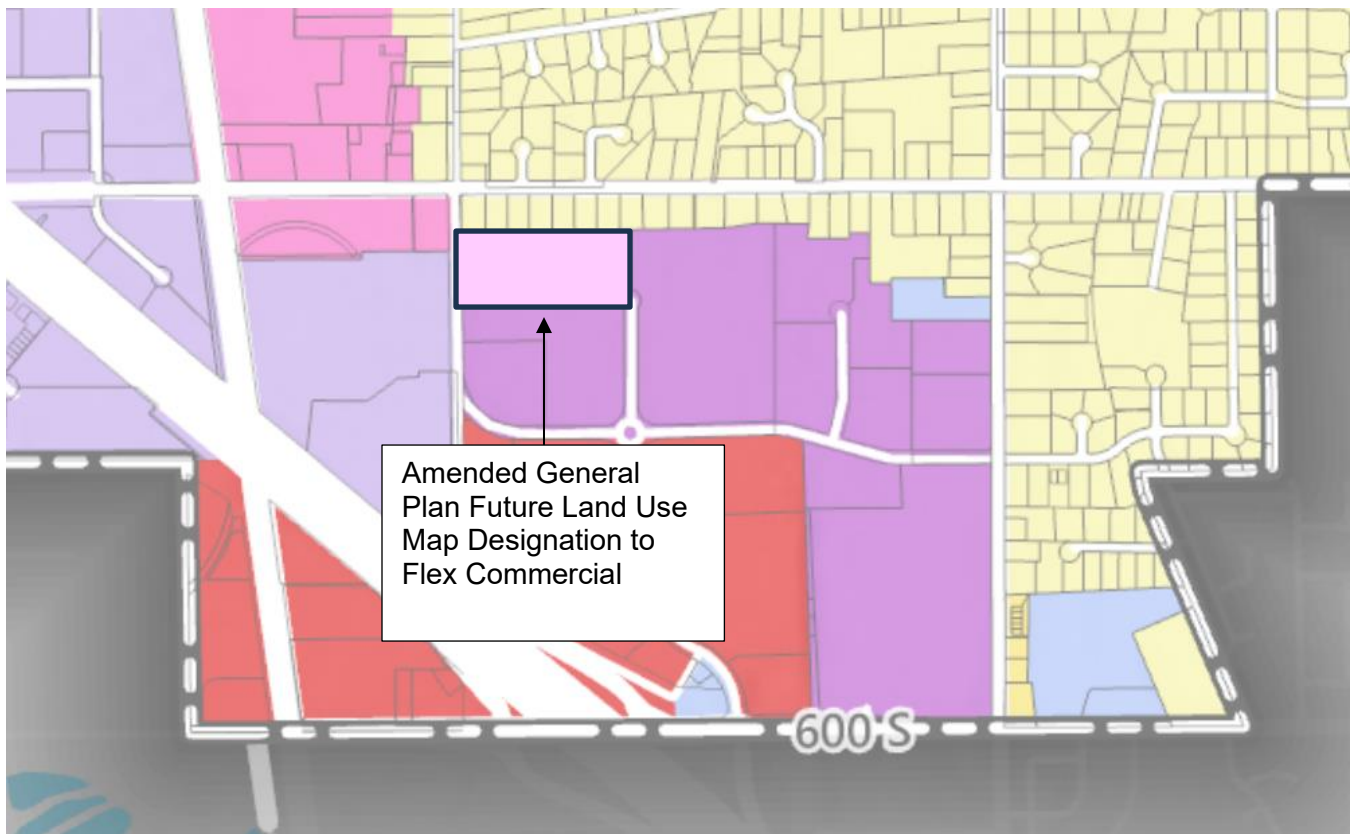 Amended General
Plan Future Land Use
Map Designation to
Flex Commercial
600 S